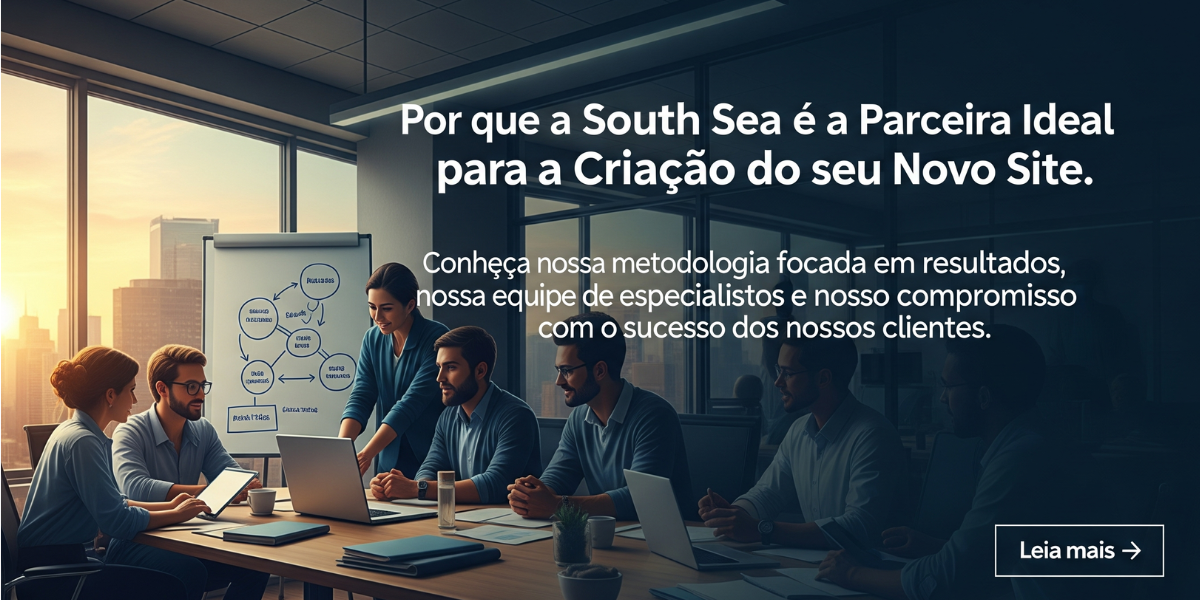 Por que a South Sea é a Parceira Ideal
para a Criação do seu Novo Site.
Conhęça nossa metodologia focada em resultados,
nossa equipe de especialistos e nosso compromisso
com o sucesso dos nossos clientes.
Leia mais →